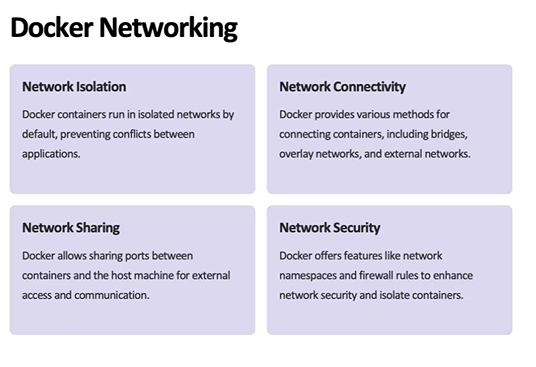 Docker Networking
Network Isolation
Docker containers run in isolated networks by
default, preventing conflicts between
applications.
Network Connectivity
Docker provides various methods for
connecting containers, including bridges,
overlay networks, and external networks.
Network Sharing
Docker allows sharing ports between
containers and the host machine for external
access and communication.
Network Security
Docker offers features like network
namespaces and firewall rules to enhance
network security and isolate containers.